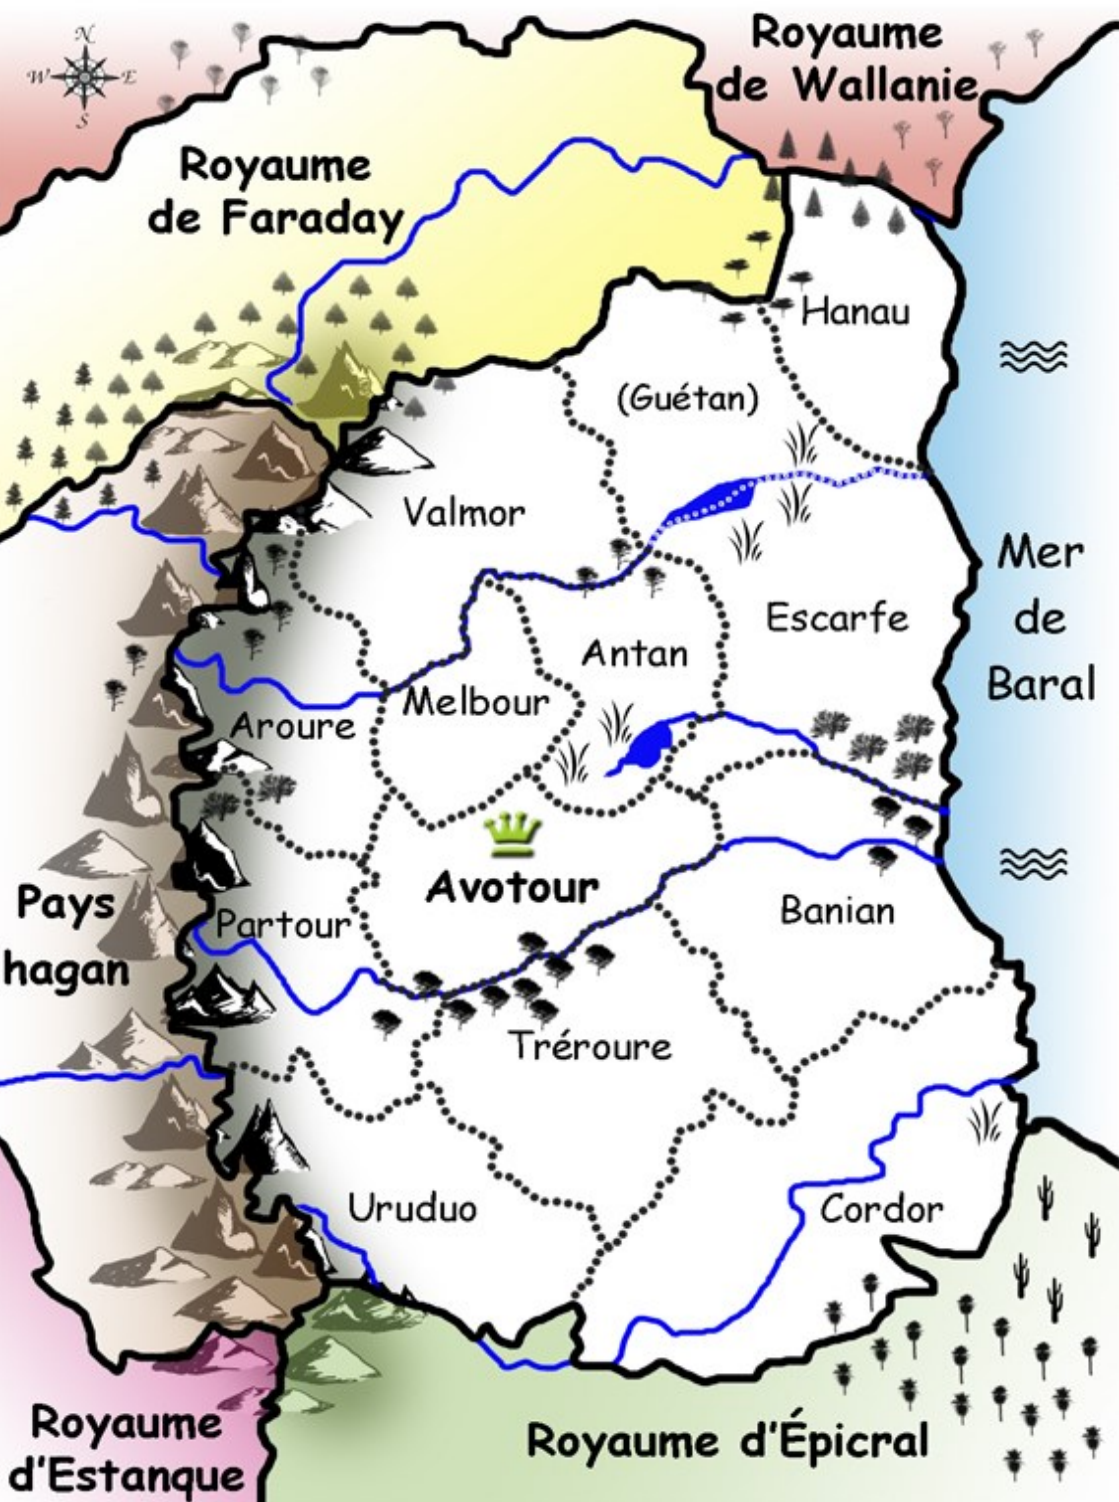 N
W
E
S
Royaume
de Wallanie
Royaume
de Faraday
Hanau
(Guétan)
Valmor
Mer
de
Baral
Escarfe
Antan
Melbour
Aroure
Avotour
Pays
hagan
Partour
Banian
Tréroure
Uruduo
Cordor
Royaume
d'Estanque
Royaume d'Épicral